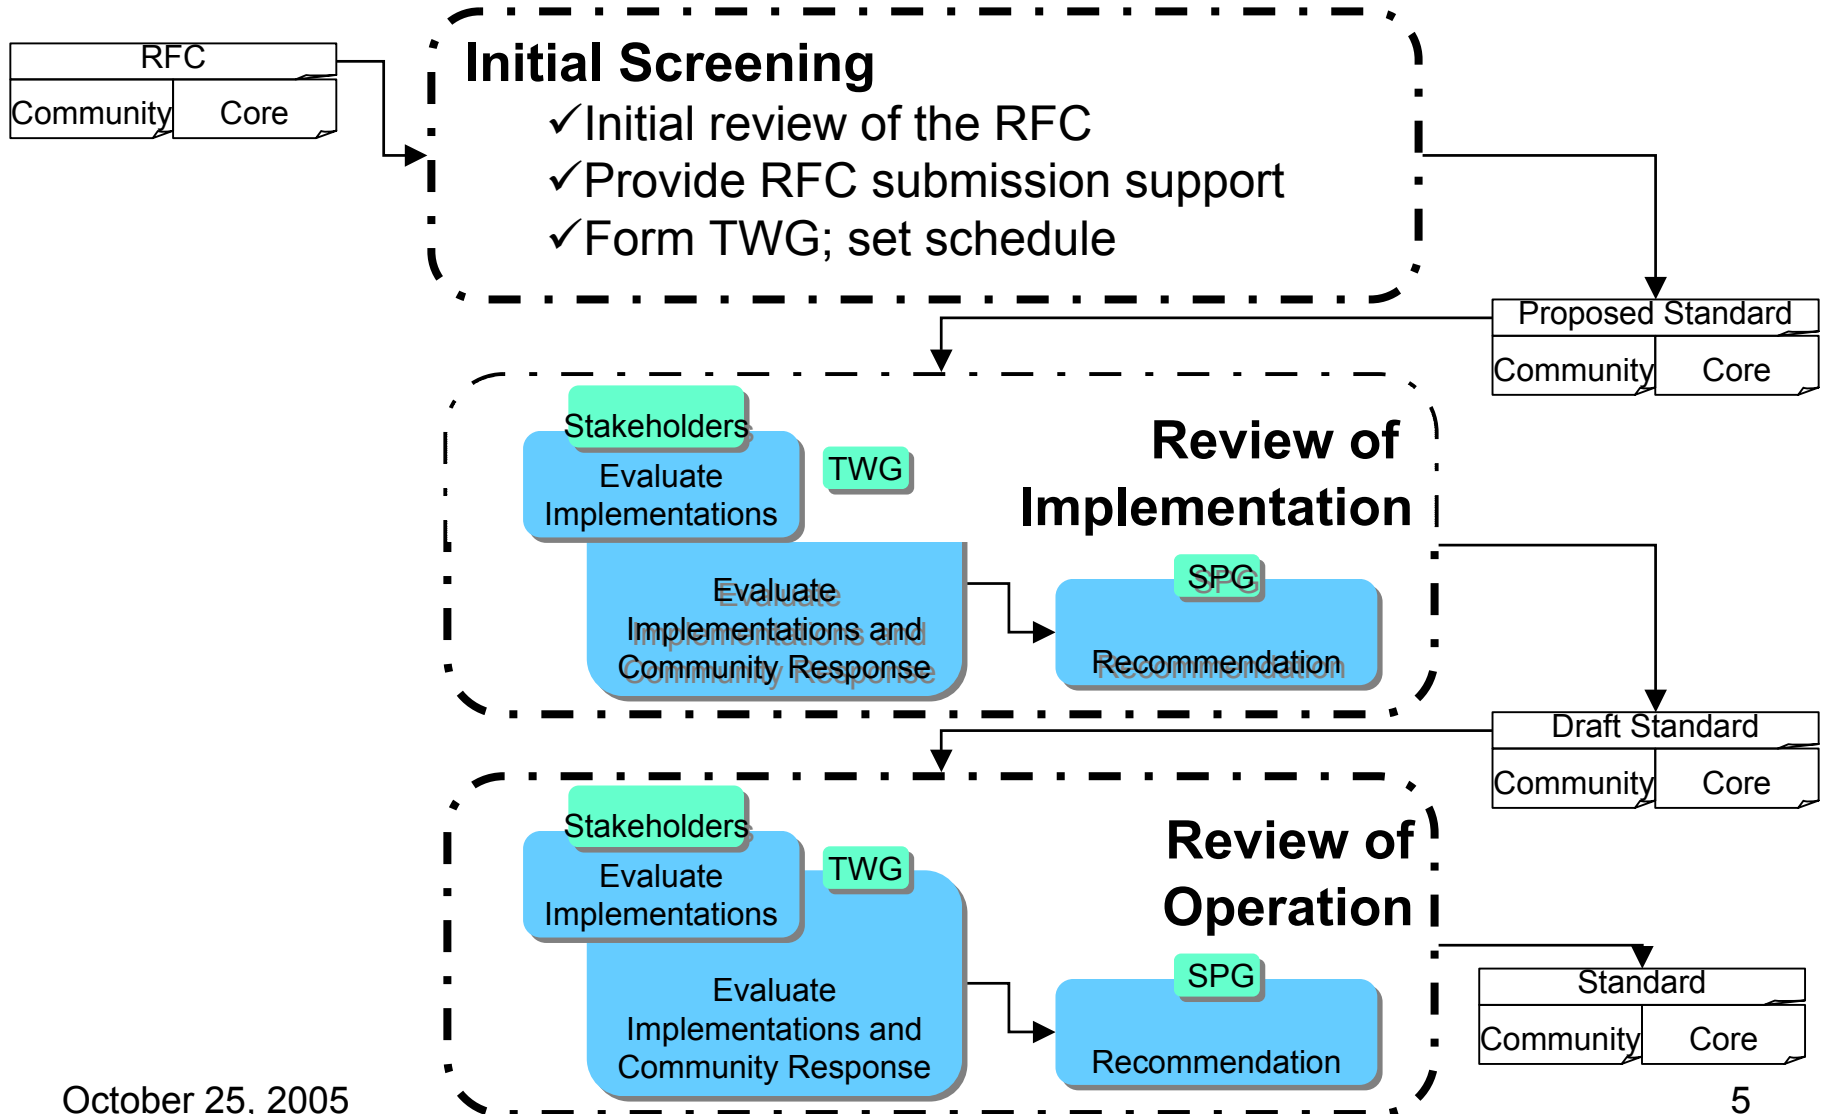 RFC
Community Core
Initial Screening
✓Initial review of the RFC
✓Provide RFC submission support
✓Form TWG; set schedule
Proposed Standard
Community Core
Stakeholders
Evaluate
Implementations
TWG
Review of
Implementation
Evaluate
Implementations and
Community Response
SPG
Recommendation
Draft Standard
Community Core
Stakeholders
Evaluate
Implementations
TWG
Review of
Operation
Evaluate
Implementations and
Community Response
SPG
Recommendation
Standard
Community Core
October 25, 2005
5